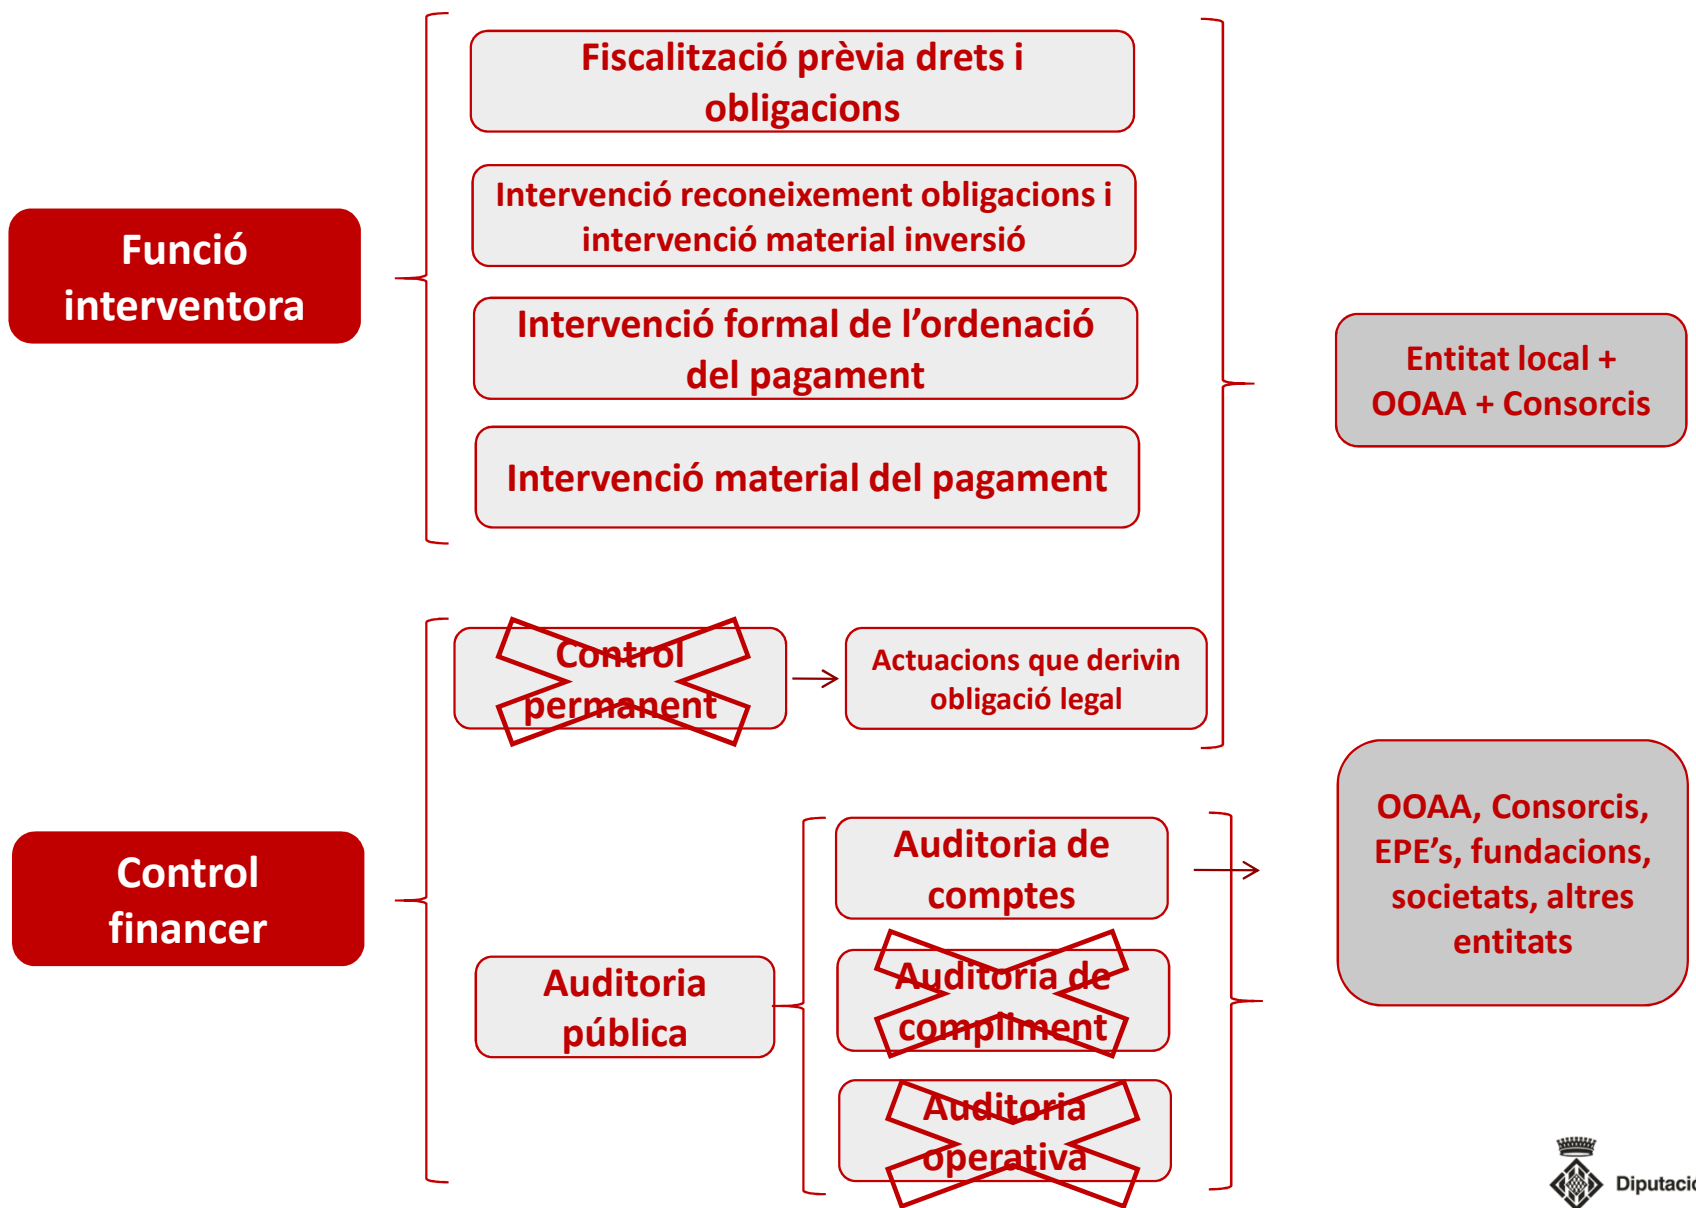 Fiscalització prèvia drets i
obligacions
Intervenció reconeixement obligacions i
intervenció material inversió
Funció
interventora
Intervenció formal de l’ordenació
del pagament
Intervenció material del pagament
Entitat local +
OOAA + Consorcis
Control
permanent
Actuacions que derivin
obligació legal
Control
financer
Auditoria
pública
Auditoria de
comptes
Auditoria de
compliment
Auditoria
operativa
OOAA, Consorcis,
EPE’s, fundacions,
societats, altres
entitats
Diputació